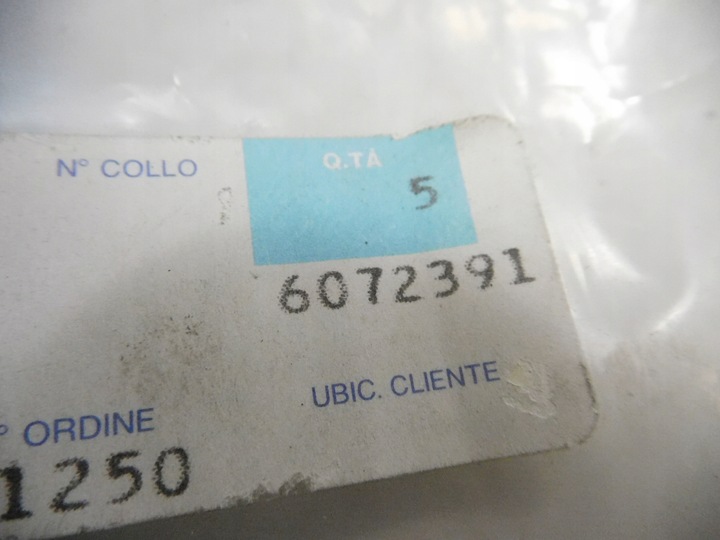 N° COLLO
Q.TÀ
5
6072391
UBIC. CLIENTE
° ORDINE
1250